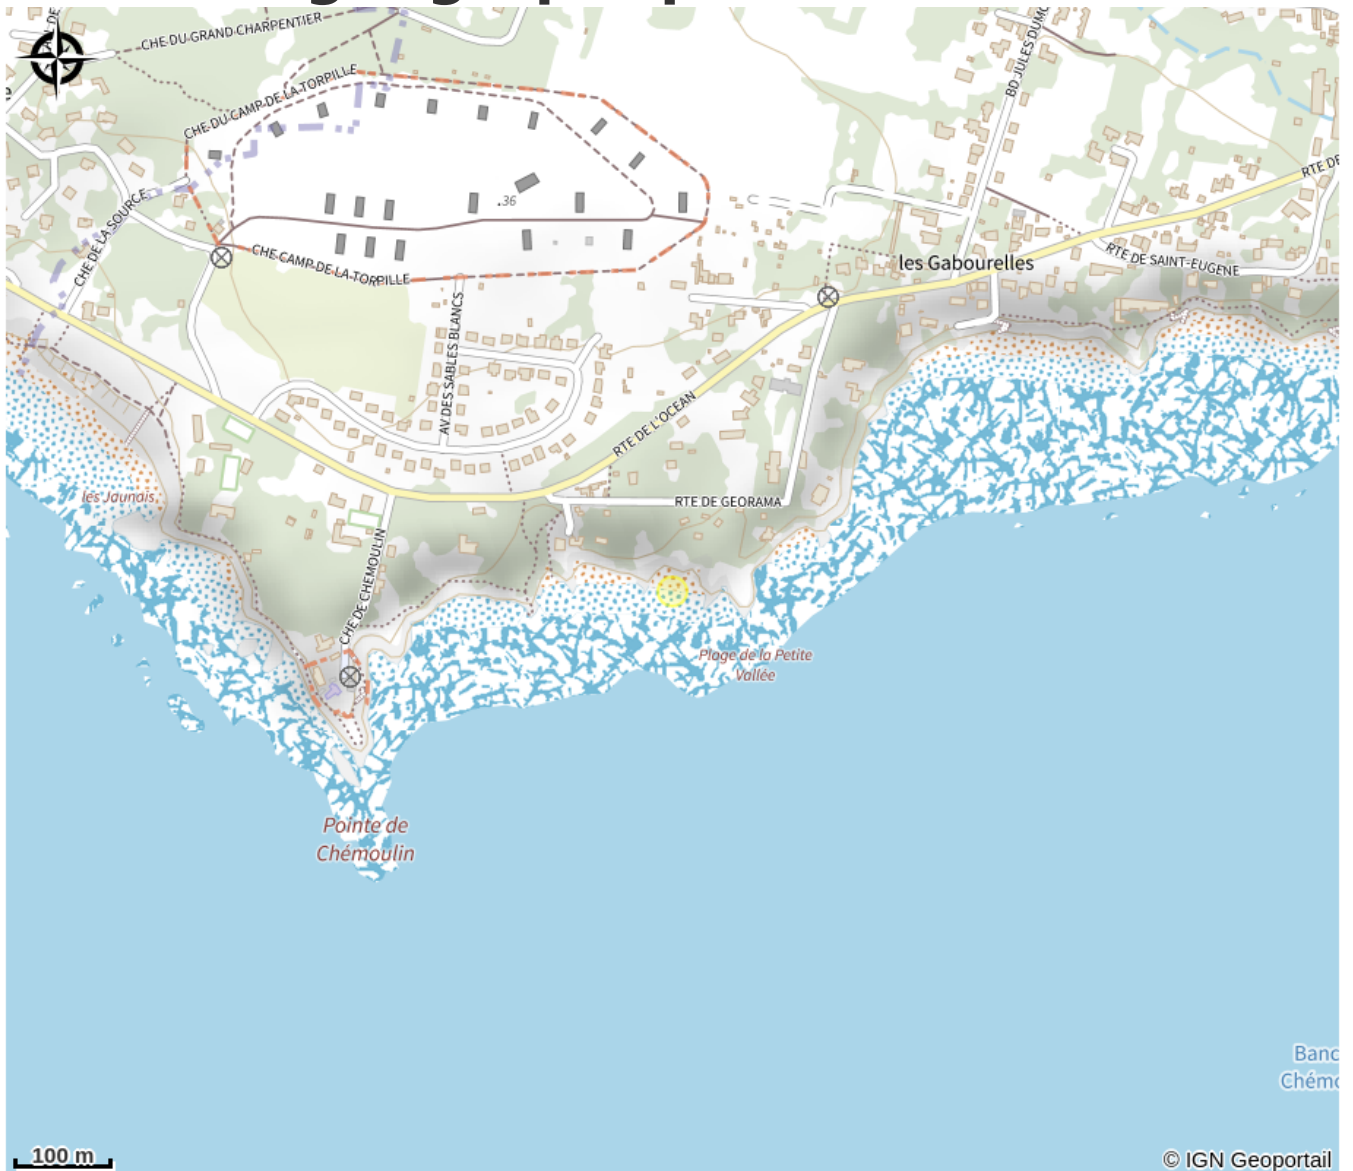 CHE DU GRAND CHARPENTIER
BD JULES DUMO
CHE DU CAMP DE LA TORPILLE
RTE DE
CHE DE LA SOURCE
.36
CHE CAMP DE LA TORPILLE
les Gabourelles
RTE DE SAINT-EUGENE
AV DES SABLES BLANCS
RTE DE L'OCEAN
les Jaunais
RTE DE GEORAMA
CHE DE CHEMOULIN
Plage de la Petite
Vallée
Pointe de
Chémoulin
Banc
Chémo
100 m
© IGN Geoportail